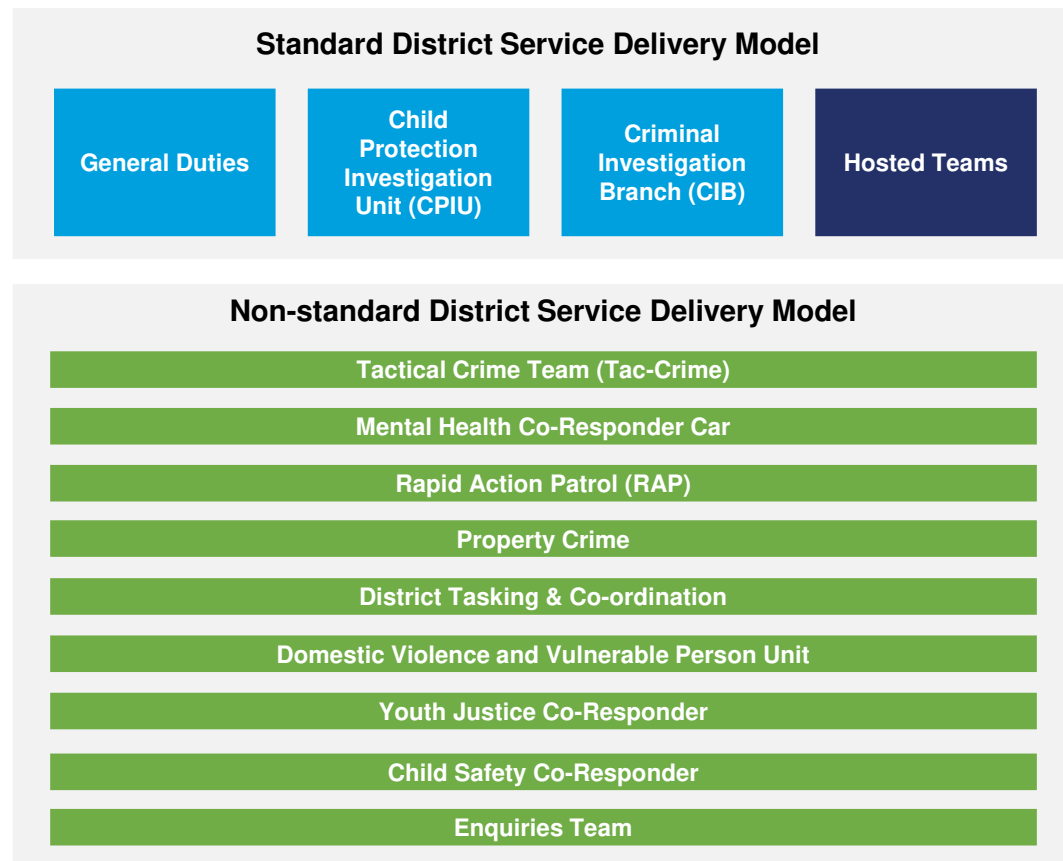 Standard District Service Delivery Model
General Duties
Child
Protection
Investigation
Unit (CPIU)
Criminal
Investigation
Branch (CIB)
Hosted Teams
Non-standard District Service Delivery Model
Tactical Crime Team (Tac-Crime)
Mental Health Co-Responder Car
Rapid Action Patrol (RAP)
Property Crime
District Tasking & Co-ordination
Domestic Violence and Vulnerable Person Unit
Youth Justice Co-Responder
Child Safety Co-Responder
Enquiries Team